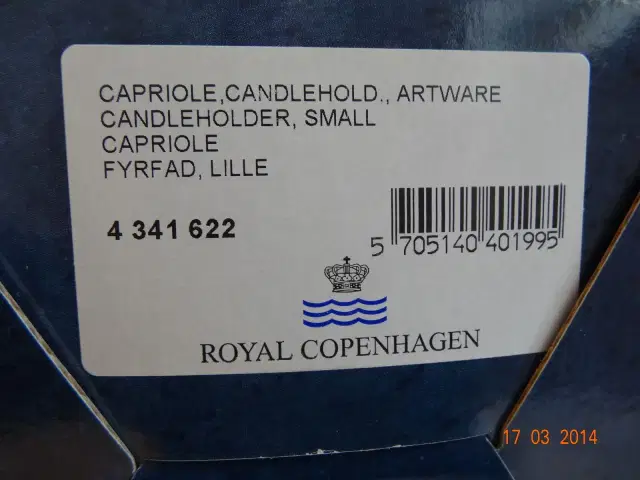 CAPRIOLE,CANDLEHOLD., ARTWARE
CANDLEHOLDER, SMALL
CAPRIOLE
FYRFAD, LILLE
4 341 622
5 705140 401995
ROYAL COPENHAGEN
17 03 2014